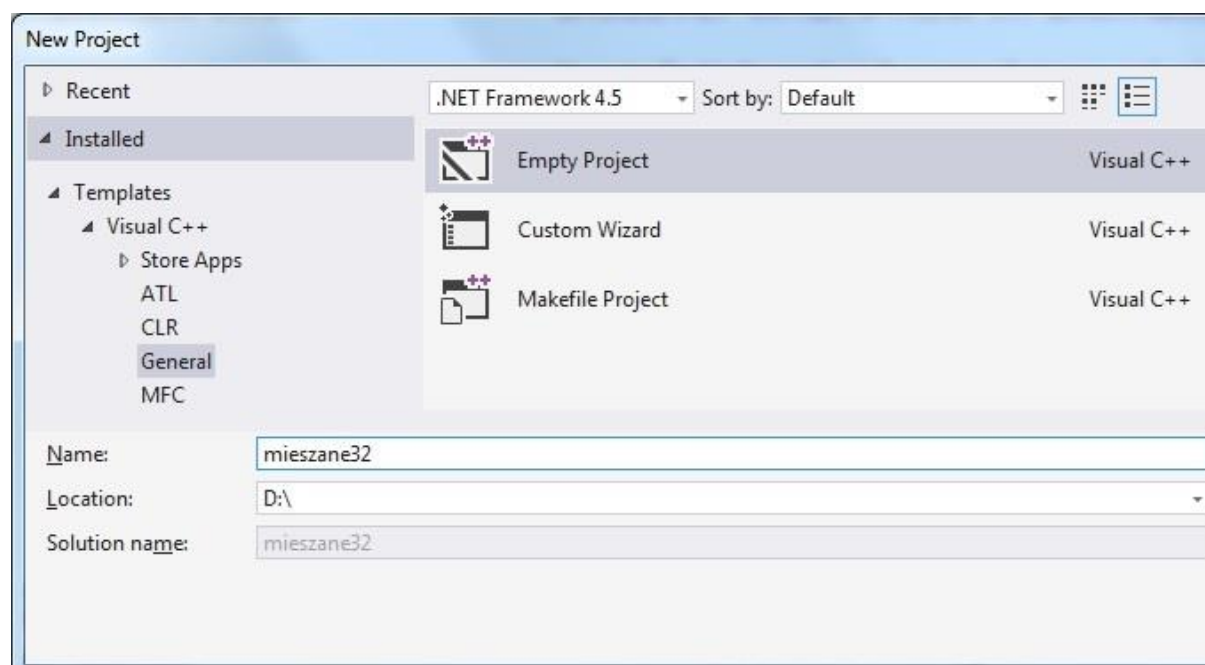 New Project
Recent
.NET Framework 4.5 Sort by: Default
Installed
Empty Project Visual C++
Templates
Visual C++
Custom Wizard Visual C++
Store Apps
ATL
Makefile Project Visual C++
CLR
General
MFC
Name: mieszane32
Location: D:\
Solution name: mieszane32